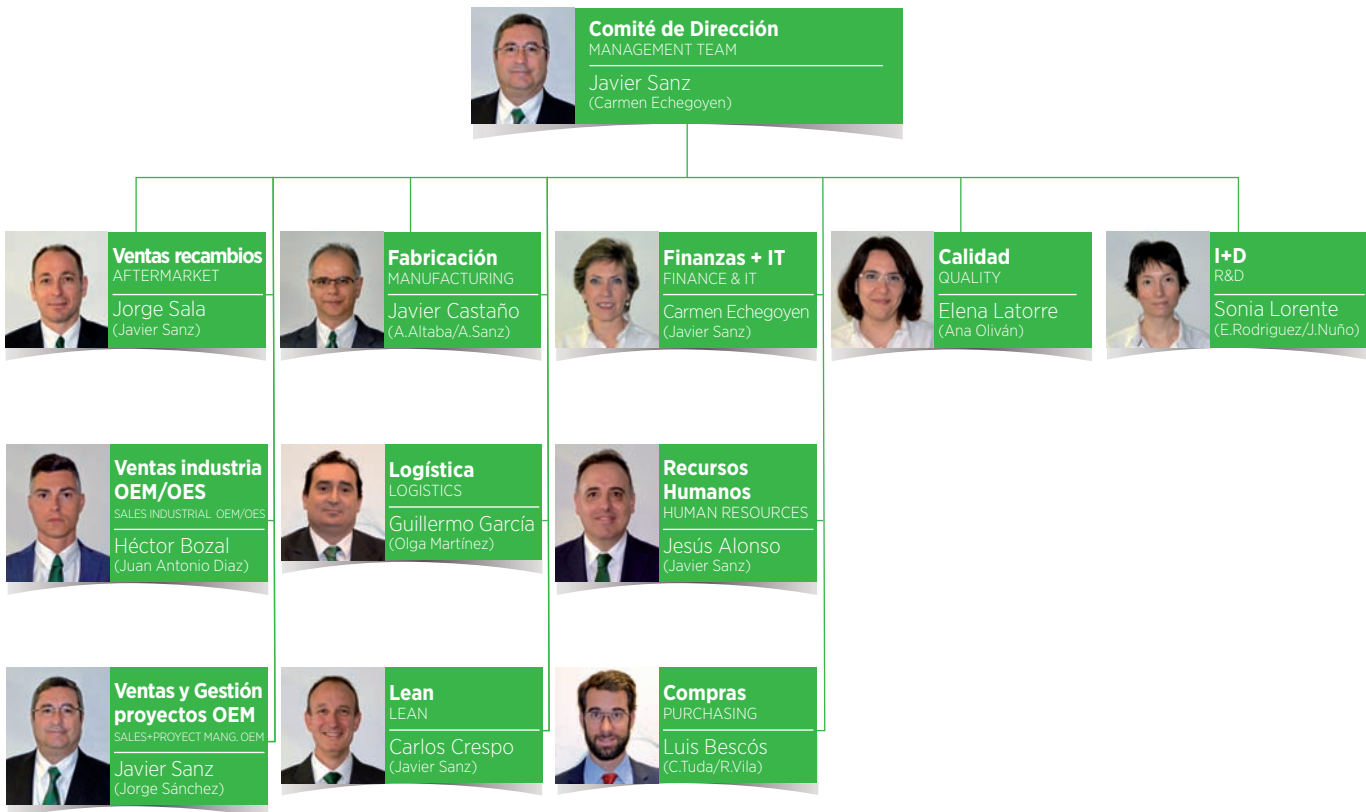 Comité de Dirección
MANAGEMENT TEAM
Javier Sanz
(Carmen Echegoyen)
Ventas recambios
AFTERMARKET
Jorge Sala
(Javier Sanz)
Fabricación
MANUFACTURING
Javier Castaño
(A.Altaba/A.Sanz)
Finanzas + IT
FINANCE & IT
Carmen Echegoyen
(Javier Sanz)
Calidad
QUALITY
Elena Latorre
(Ana Oliván)
I+D
R&D
Sonia Lorente
(E.Rodriguez/J.Nuño)
Ventas industria
OEM/OES
SALES INDUSTRIAL OEM/OES
Héctor Bozal
(Juan Antonio Diaz)
Logística
LOGISTICS
Guillermo García
(Olga Martínez)
Recursos
Humanos
HUMAN RESOURCES
Jesús Alonso
(Javier Sanz)
Ventas y Gestión
proyectos OEM
SALES+PROYECT MANG. OEM
Javier Sanz
(Jorge Sánchez)
Lean
LEAN
Carlos Crespo
(Javier Sanz)
Compras
PURCHASING
Luis Bescós
(C.Tuda/R.Vila)